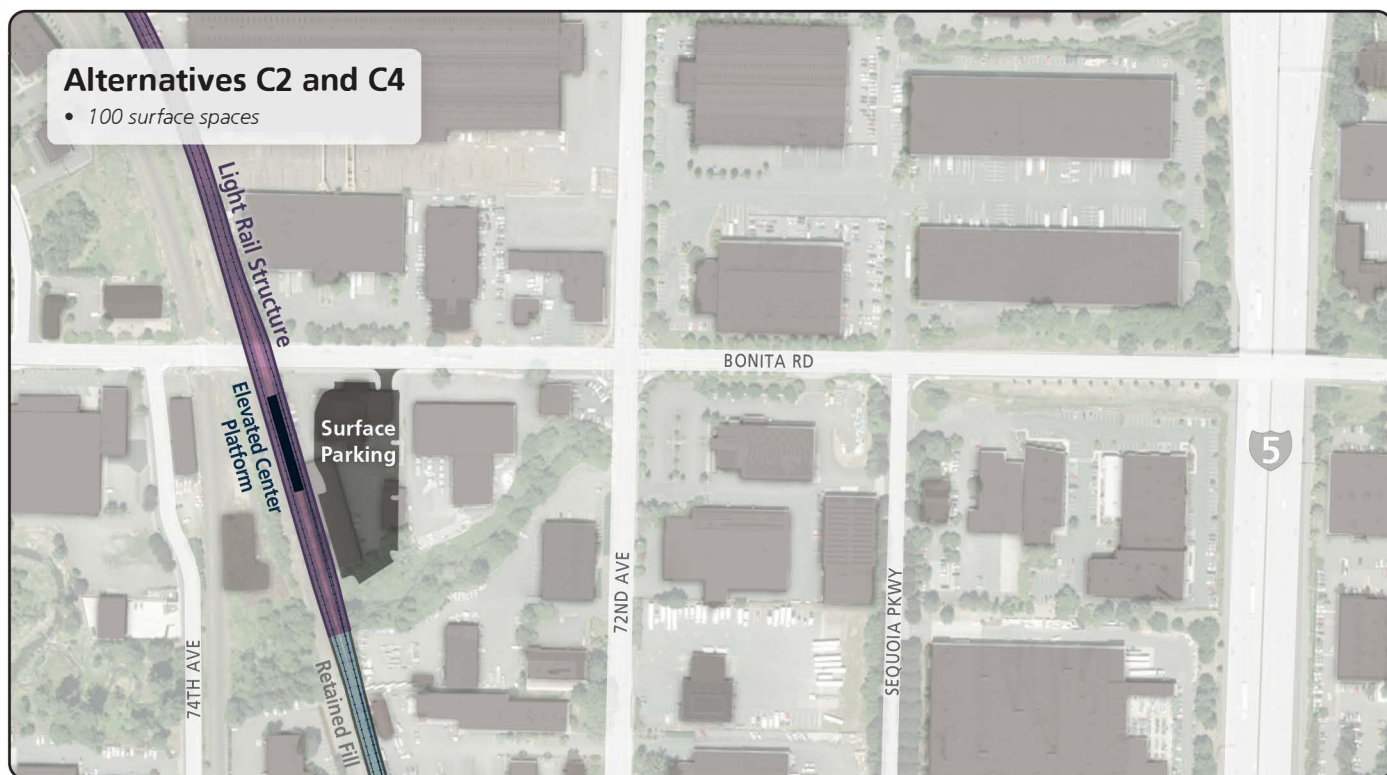 Alternatives C2 and C4
• 100 surface spaces
Light Rail Structure
BONITA RD
Elevated Center
Platform
Surface
Parking
5
72ND AVE
SEQUOIA PKWY
74TH AVE
Retained Fill